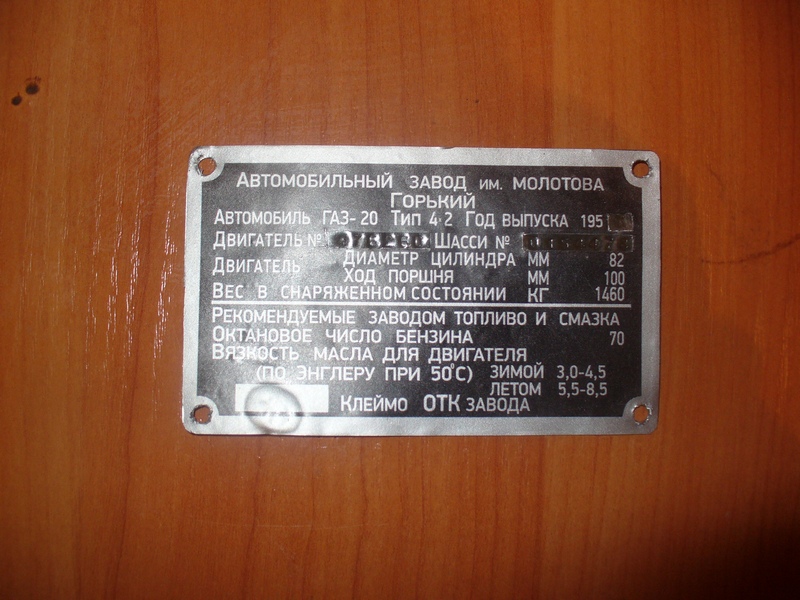 АВТОМОБИЛЬНЫЙ ЗАВОД ИМ. МОЛОТОВА
ГОРЬКИЙ
АВТОМОБИЛЬ ГАЗ-20 ТИП 4·2 ГОД ВЫПУСКА 195
ДВИГАТЕЛЬ № ШАССИ №
ДВИГАТЕЛЬ ДИАМЕТР ЦИЛИНДРА ММ 82
ХОД ПОРШНЯ ММ 100
ВЕС В СНАРЯЖЕННОМ СОСТОЯНИИ КГ 1460
РЕКОМЕНДУЕМЫЕ ЗАВОДОМ ТОПЛИВО И СМАЗКА
ОКТАНОВОЕ ЧИСЛО БЕНЗИНА 70
ВЯЗКОСТЬ МАСЛА ДЛЯ ДВИГАТЕЛЯ
(ПО ЭНГЛЕРУ ПРИ 50°С) ЗИМОЙ 3,0-4,5
ЛЕТОМ 5,5-8,5
КЛЕЙМО ОТК ЗАВОДА